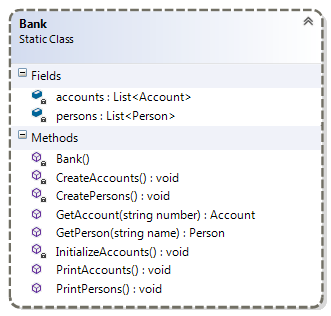 Bank
Static Class
Fields
accounts : List<Account>
persons : List<Person>
Methods
Bank()
CreateAccounts() : void
CreatePersons() : void
GetAccount(string number) : Account
GetPerson(string name) : Person
InitializeAccounts() : void
PrintAccounts() : void
PrintPersons() : void